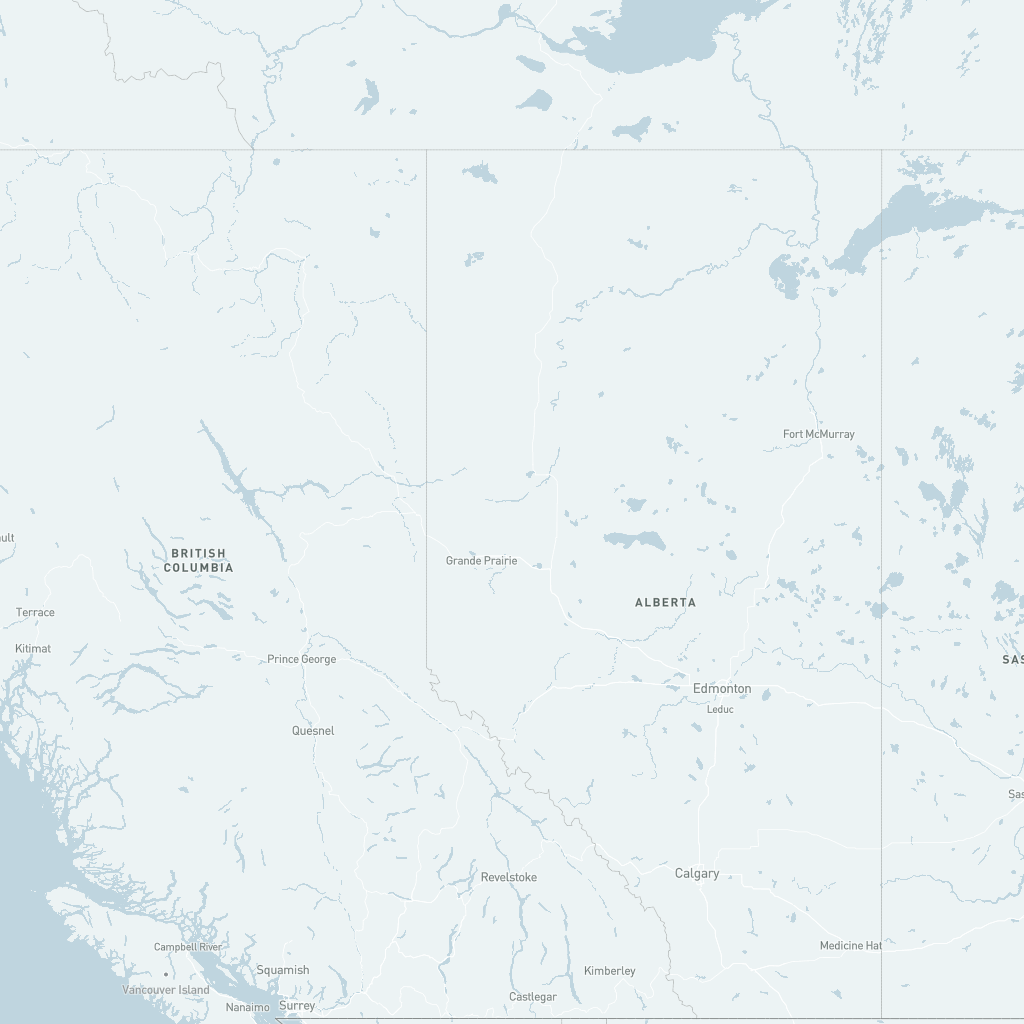 Fort McMurray
ault
BRITISH
COLUMBIA
Grande Prairie
ALBERTA
Terrace
Kitimat
Prince George
SAS
Edmonton
Leduc
Quesnel
Sas
Calgary
Revelstoke
Campbell River
Medicine Hat
Squamish
Kimberley
Vancouver Island
Castlegar
Nanaimo
Surrey